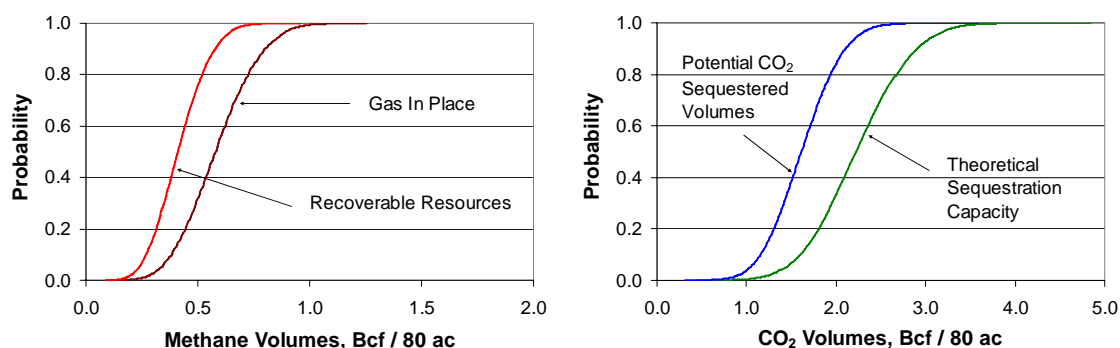 1.0
0.8
0.6
0.4
0.2
0.0
Probability
Gas In Place
Recoverable Resources
0.0 0.5 1.0 1.5 2.0
Methane Volumes, Bcf / 80 ac
1.0
0.8
0.6
0.4
0.2
0.0
Probability
Potential CO2
Sequestered
Volumes
Theoretical
Sequestration
Capacity
0.0 1.0 2.0 3.0 4.0 5.0
CO2 Volumes, Bcf / 80 ac